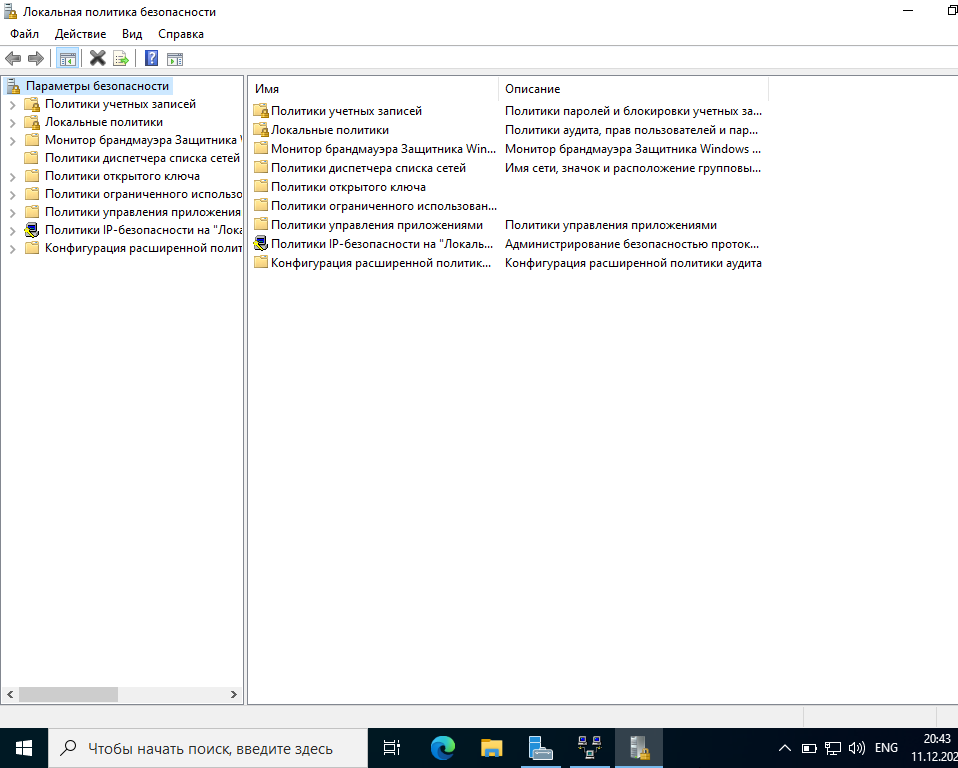 Локальная политика безопасности
Файл Действие Вид Справка
Параметры безопасности
Политики учетных записей
Локальные политики
Монитор брандмауэра Защитника
Политики диспетчера списка сетей
Политики открытого ключа
Политики ограниченного использо
Политики управления приложения
Политики IP-безопасности на "Лока
Конфигурация расширенной полит
Имя Описание
Политики учетных записей Политики паролей и блокировки учетных за...
Локальные политики Политики аудита, прав пользователей и пар...
Монитор брандмауэра Защитника Win... Монитор брандмауэра Защитника Windows ...
Политики диспетчера списка сетей Имя сети, значок и расположение групповы...
Политики открытого ключа
Политики ограниченного использован...
Политики управления приложениями Политики управления приложениями
Политики IP-безопасности на "Локаль... Администрирование безопасностью проток...
Конфигурация расширенной политик... Конфигурация расширенной политики аудита
Чтобы начать поиск, введите здесь
ENG
20:43
11.12.202